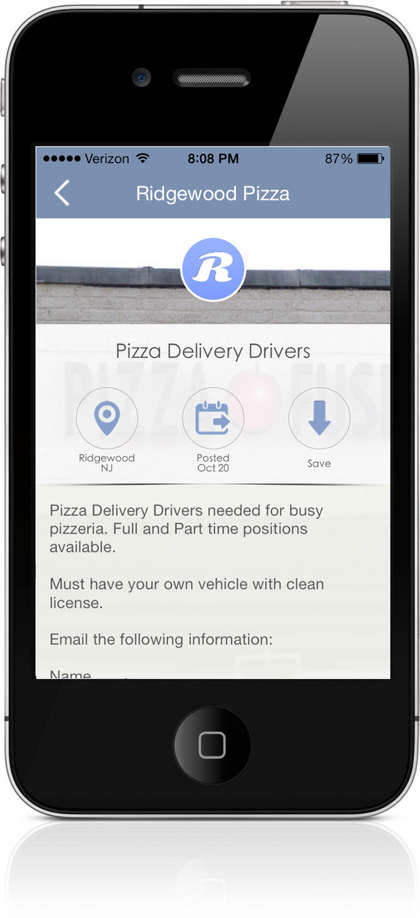 Verizon 8:08 PM 87%
Ridgewood Pizza
R
Pizza Delivery Drivers
PIZZA FUSI
Ridgewood
NJ
Posted
Oct 20
Save
Pizza Delivery Drivers needed for busy
pizzeria. Full and Part time positions
available.
Must have your own vehicle with clean
license.
Email the following information:
Name